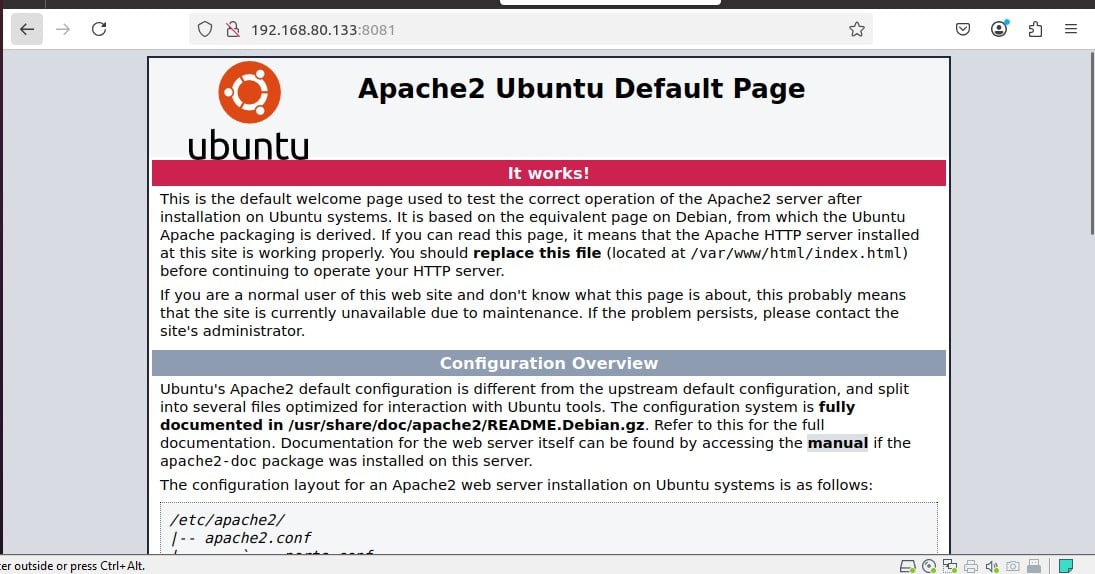 192.168.80.133:8081
Apache2 Ubuntu Default Page
ubuntu
It works!
This is the default welcome page used to test the correct operation of the Apache2 server after
installation on Ubuntu systems. It is based on the equivalent page on Debian, from which the Ubuntu
Apache packaging is derived. If you can read this page, it means that the Apache HTTP server installed
at this site is working properly. You should replace this file (located at /var/www/html/index.html)
before continuing to operate your HTTP server.
If you are a normal user of this web site and don't know what this page is about, this probably means
that the site is currently unavailable due to maintenance. If the problem persists, please contact the
site's administrator.
Configuration Overview
Ubuntu's Apache2 default configuration is different from the upstream default configuration, and split
into several files optimized for interaction with Ubuntu tools. The configuration system is fully
documented in /usr/share/doc/apache2/README.Debian.gz. Refer to this for the full
documentation. Documentation for the web server itself can be found by accessing the manual if the
apache2-doc package was installed on this server.
The configuration layout for an Apache2 web server installation on Ubuntu systems is as follows:
/etc/apache2/
|-- apache2.conf
outside or press Ctrl+Alt.